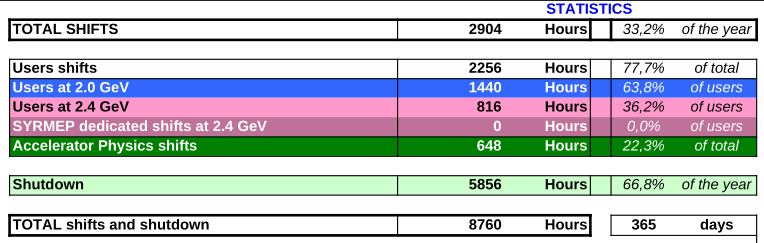 STATISTICS
TOTAL SHIFTS 2904 Hours 33,2% of the year
Users shifts 2256 Hours 77,7% of total
Users at 2.0 GeV 1440 Hours 63,8% of users
Users at 2.4 GeV 816 Hours 36,2% of users
SYRMEP dedicated shifts at 2.4 GeV 0 Hours 0,0% of users
Accelerator Physics shifts 648 Hours 22,3% of total
Shutdown 5856 Hours 66,8% of the year
TOTAL shifts and shutdown 8760 Hours 365 days